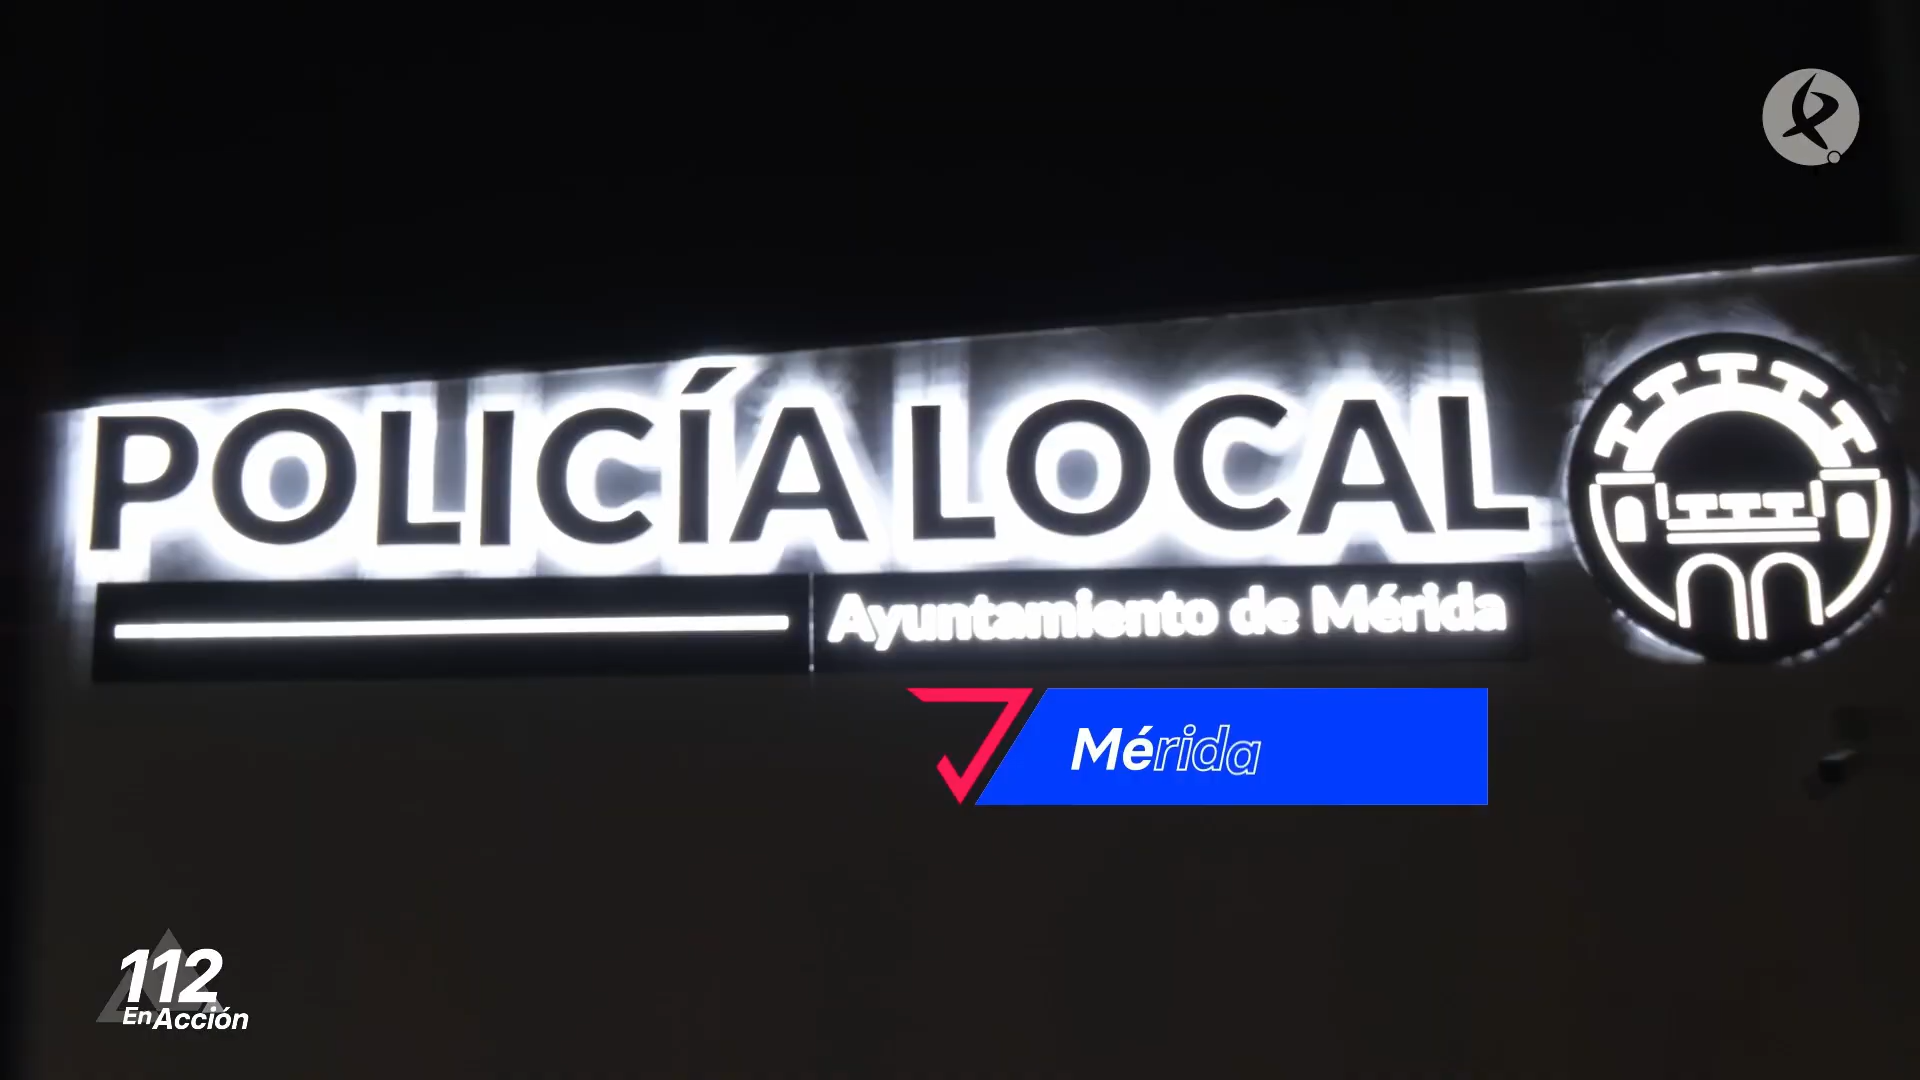 POLICÍA LOCAL
Ayuntamiento de Mérida
Mérida
112
En Acción